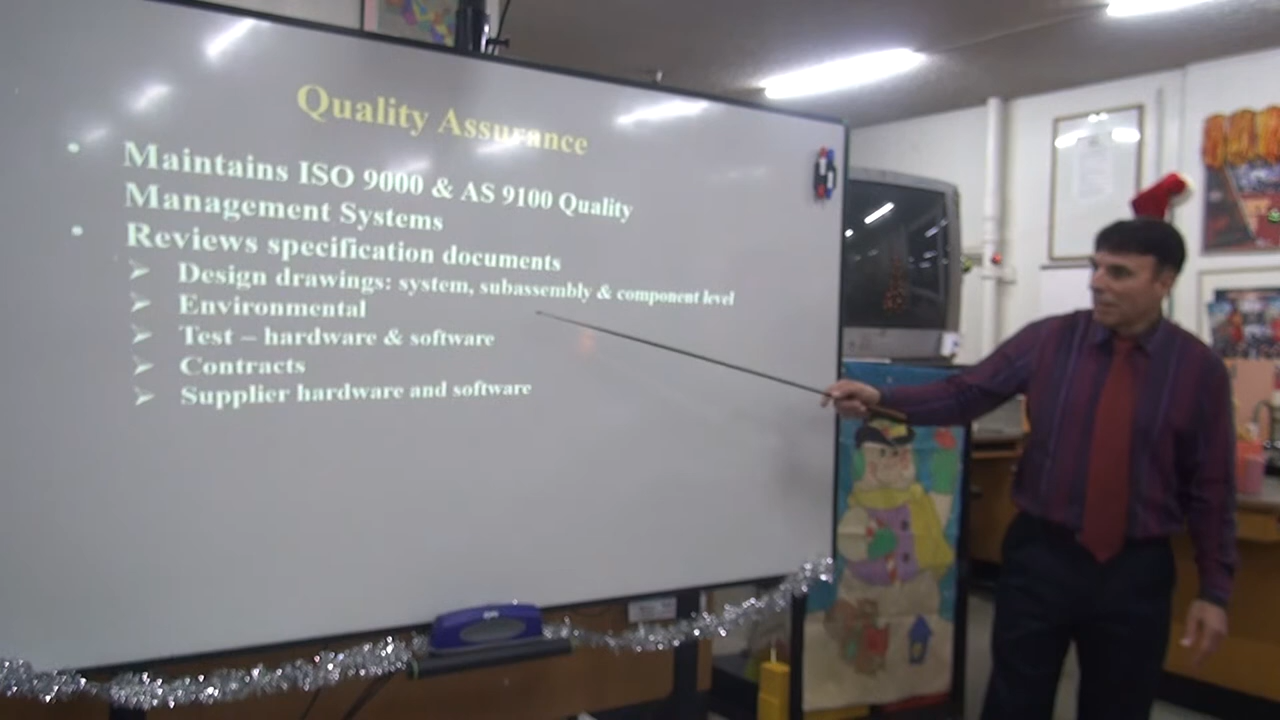 Quality Assurance
• Maintains ISO 9000 & AS 9100 Quality
Management Systems
• Reviews specification documents
➢ Design drawings: system, subassembly & component level
➢ Environmental
➢ Test – hardware & software
➢ Contracts
➢ Supplier hardware and software